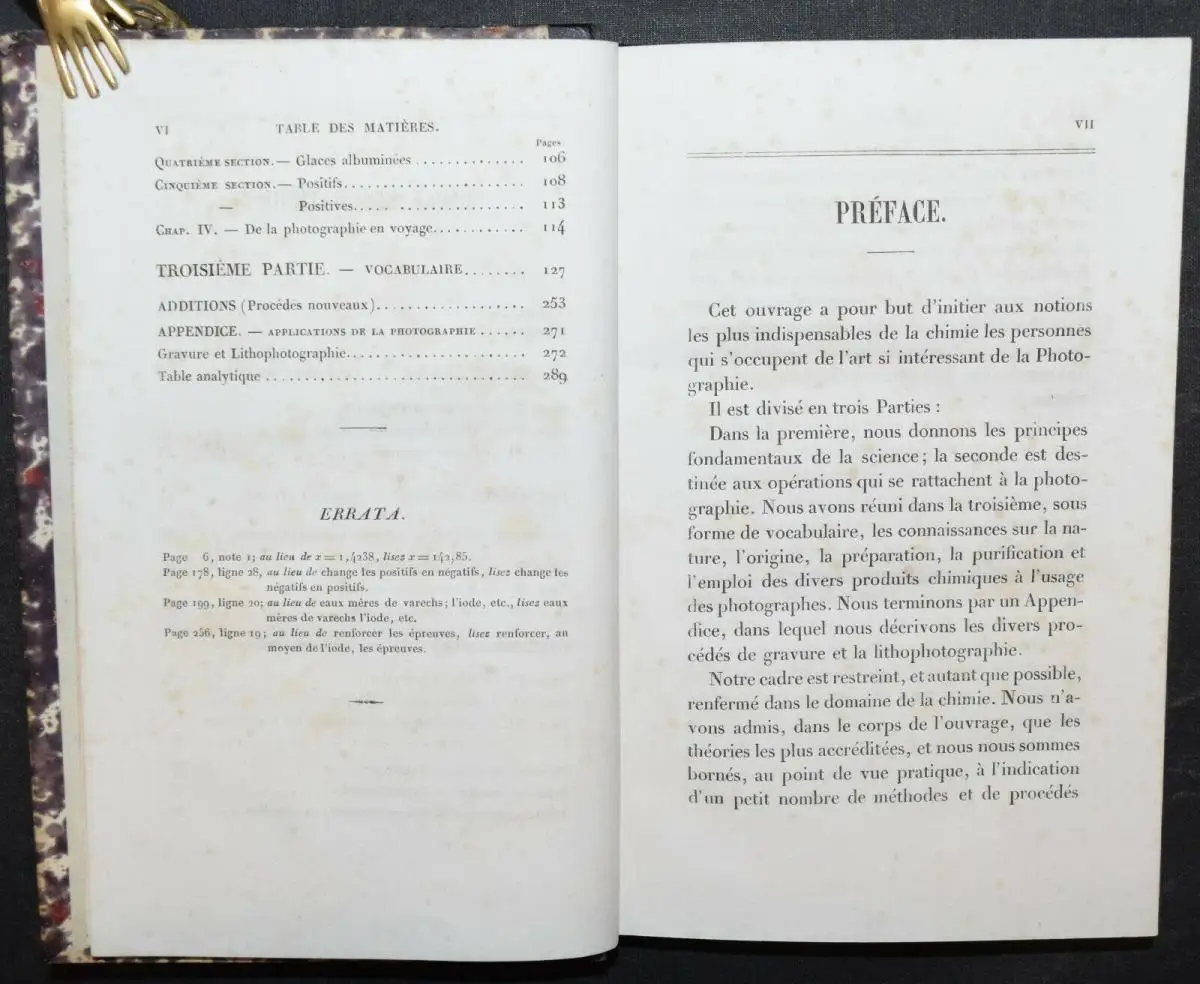 VI TABLE DES MATIÈRES.
Pages
QUATRIÈME SECTION. — Glaces albuminées .............. 106
CINQUIÈME SECTION. — Positifs........................ 108
— Positives..... .................. 113
CHAP. IV. — De la photographie en voyage............ 114
TROISIÈME PARTIE. — VOCABULAIRE........ 127
ADDITIONS (Procédés nouveaux)................... 253
APPENDICE. — APPLICATIONS DE LA PHOTOGRAPHIE ...... 271
Gravure et Lithophotographie........................ 272
Table analytique .................................. 289
ERRATA.
Page 6, note 1; au lieu de x = 1,4238, lisez x = 142,85.
Page 178, ligne 28, au lieu de change les positifs en négatifs, lisez change les
négatifs en positifs.
Page 199, ligne 20; au lieu de eaux mères de varechs; l'iode, etc., lisez eaux
mères de varechs l'iode, etc.
Page 256, ligne 19; au lieu de renforcer les épreuves, lisez renforcer, au
moyen de l'iode, les épreuves.
VII
PRÉFACE.
Cet ouvrage a pour but d'initier aux notions
les plus indispensables de la chimie les personnes
qui s'occupent de l'art si intéressant de la Photo-
graphie.
Il est divisé en trois Parties :
Dans la première, nous donnons les principes
fondamentaux de la science; la seconde est des-
tinée aux opérations qui se rattachent à la photo-
graphie. Nous avons réuni dans la troisième, sous
forme de vocabulaire, les connaissances sur la na-
ture, l'origine, la préparation, la purification et
l'emploi des divers produits chimiques à l'usage
des photographes. Nous terminons par un Appen-
dice, dans lequel nous décrivons les divers pro-
cédés de gravure et la lithophotographie.
Notre cadre est restreint, et autant que possible,
renfermé dans le domaine de la chimie. Nous n'a-
vons admis, dans le corps de l'ouvrage, que les
théories les plus accréditées, et nous nous sommes
bornés, au point de vue pratique, à l'indication
d'un petit nombre de méthodes et de procédés